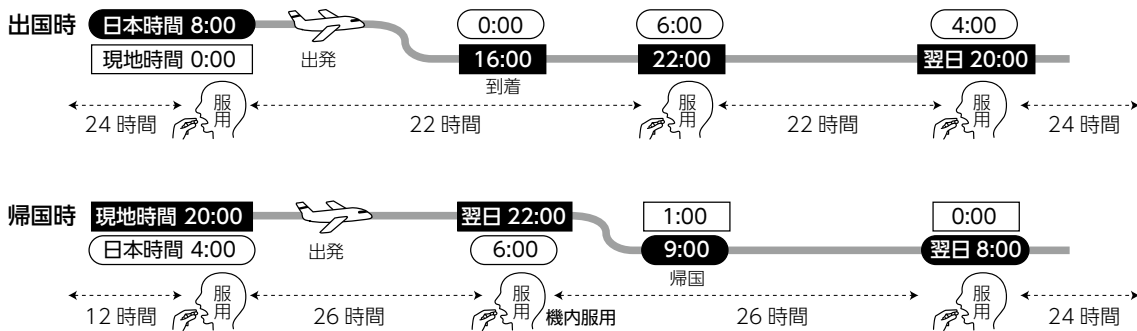 出国時 日本時間 8:00 0:00 6:00 4:00
現地時間 0:00 出発 16:00 22:00 翌日 20:00
到着
24 時間 服用 22 時間 服用 22 時間 服用 24 時間
帰国時 現地時間 20:00 翌日 22:00 1:00 0:00
日本時間 4:00 出発 6:00 9:00 翌日 8:00
帰国
12 時間 服用 26 時間 服用 機内服用 26 時間 服用 24 時間